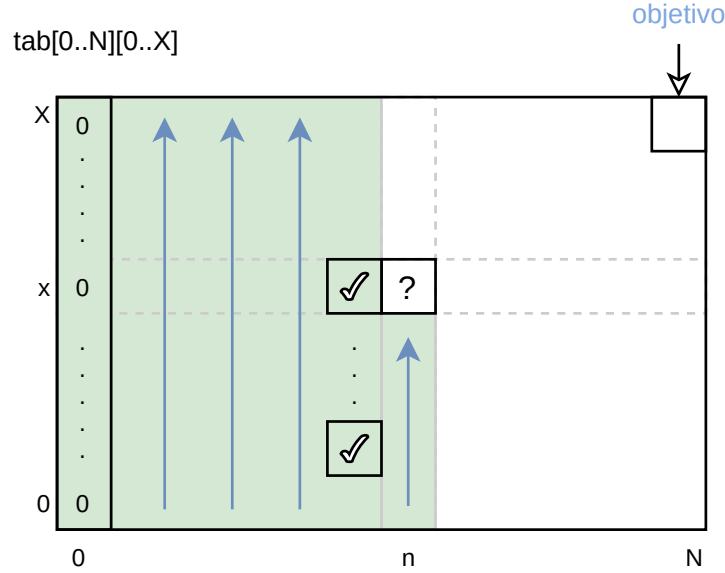 objetivo
tab[0..N][0..X]
X 0
.
.
.
.
x 0 ✓ ?
. .
. .
. .
.
. ✓
0 0
0 n N